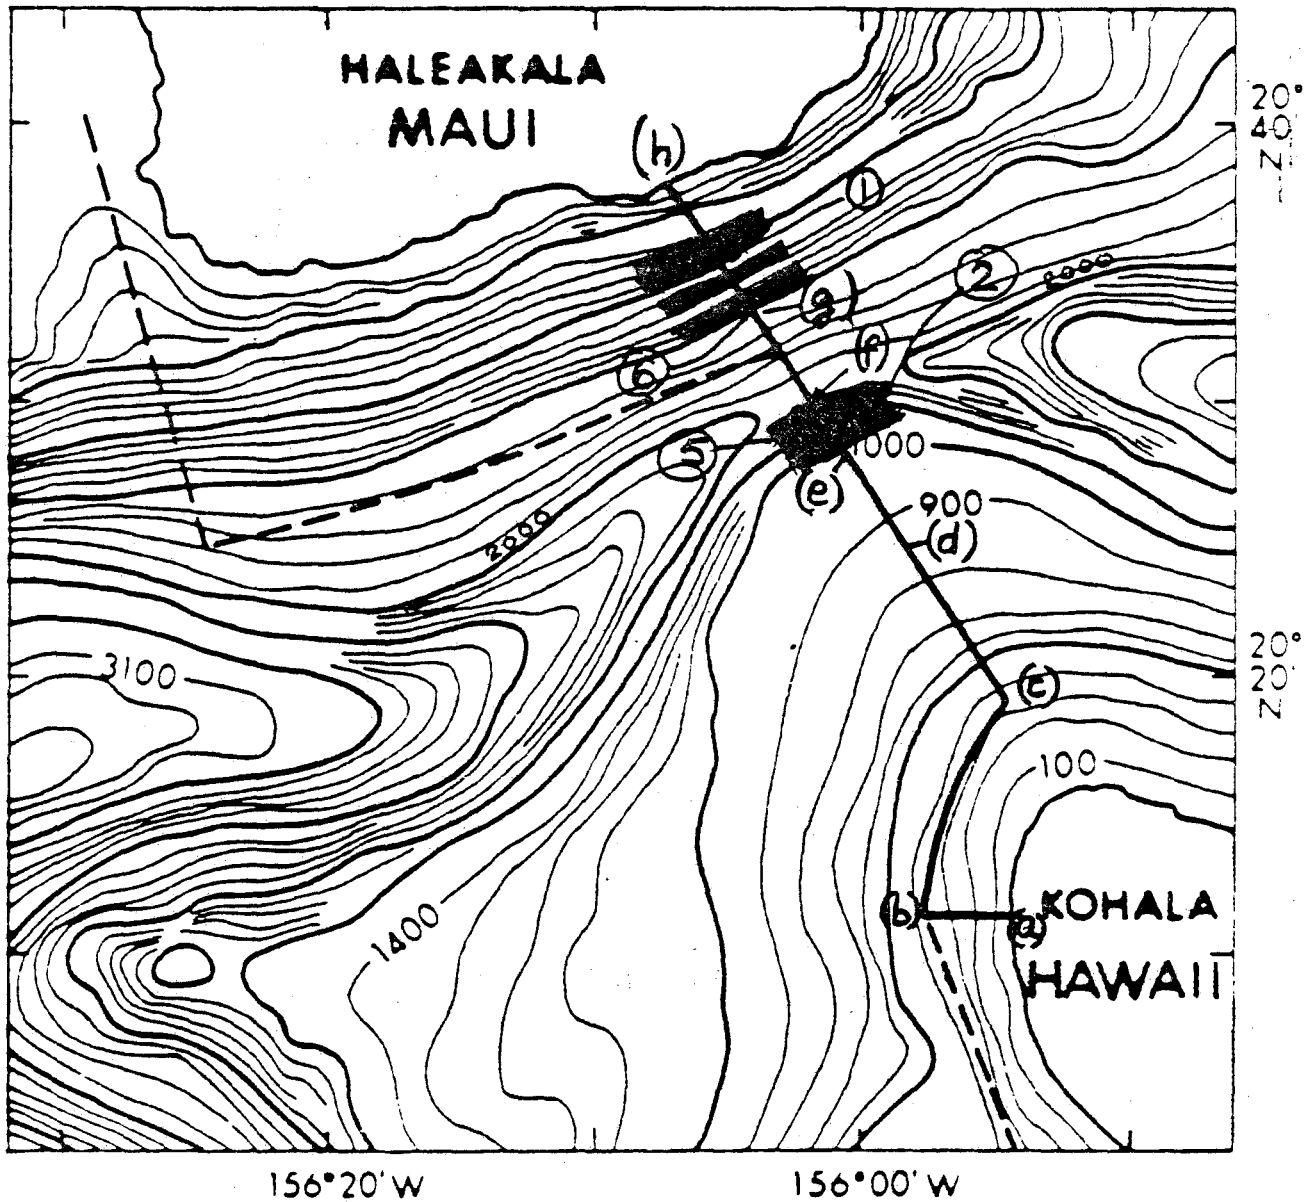 HALEAKALA
MAUI
20°
40'
N
(h)
1
2
2000
(g)
(f)
6
5
1000
(e)
900
(d)
2000
20°
20'
N
3100
(c)
100
1400
(b)
KOHALA
(a)
HAWAII
156°20' W
156°00' W